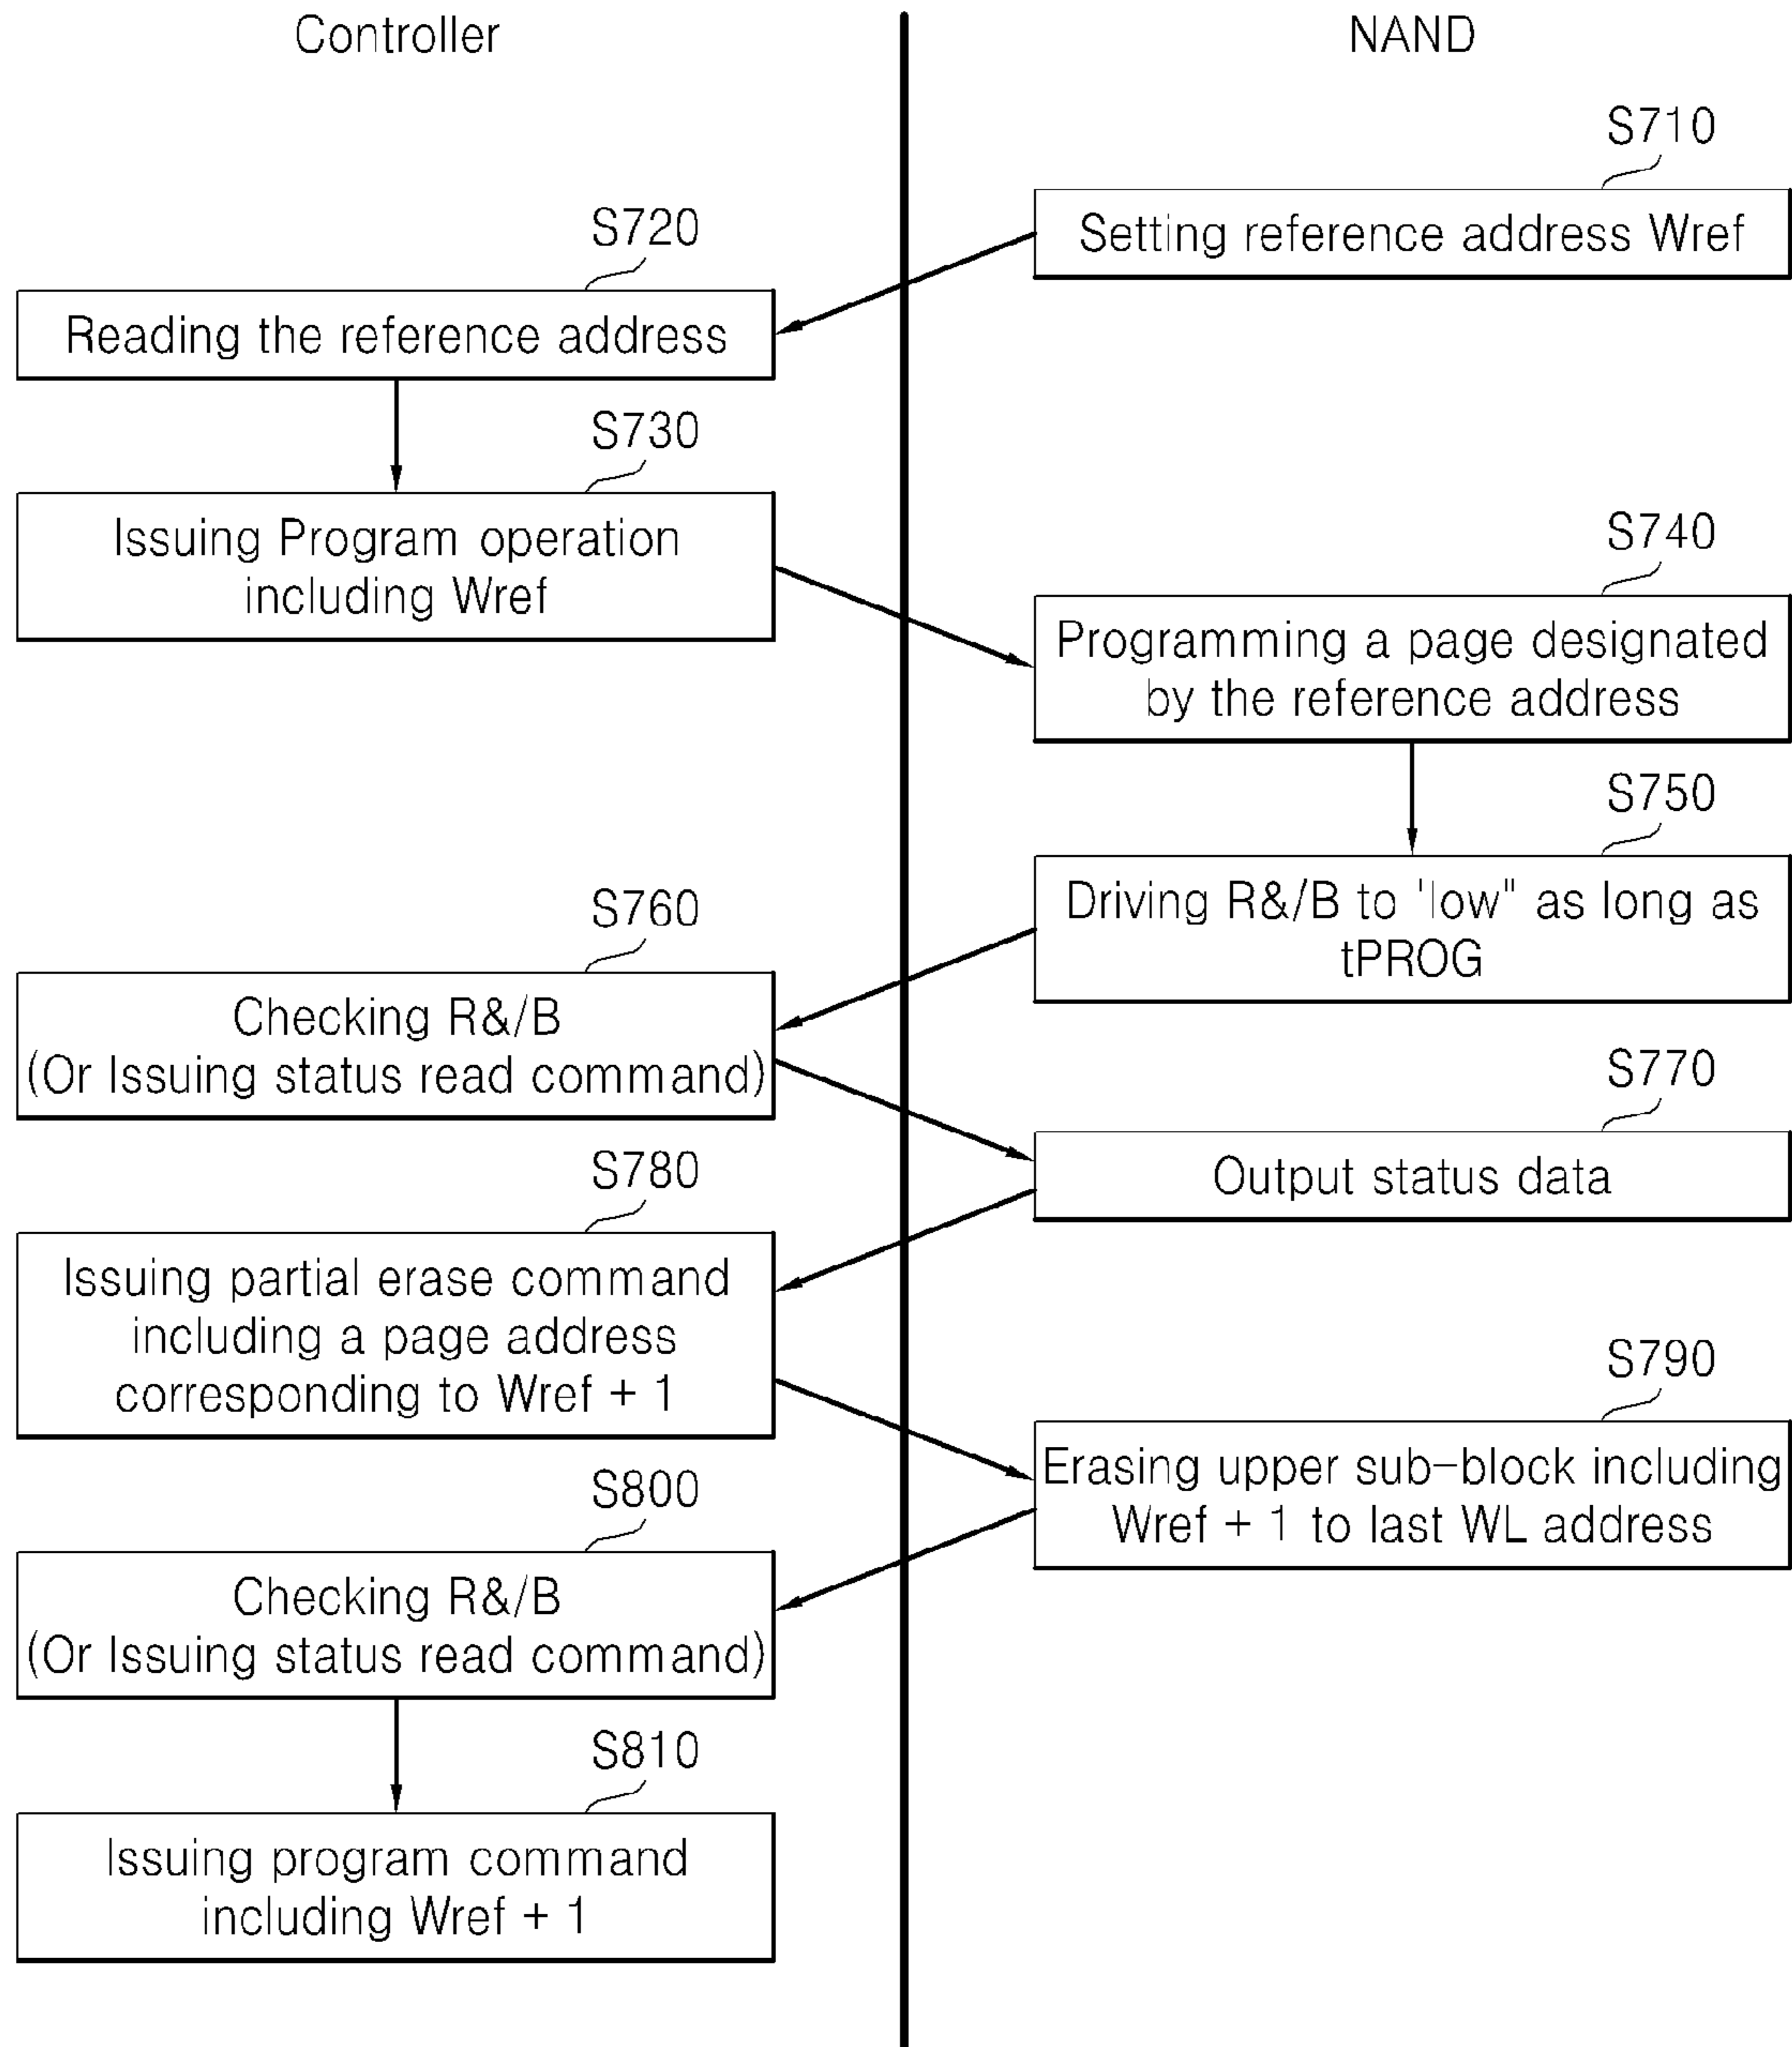 Controller
NAND
S710
Setting reference address Wref
S720
Reading the reference address
S730
Issuing Program operation
including Wref
S740
Programming a page designated
by the reference address
S750
Driving R&/B to 'low" as long as
tPROG
S760
Checking R&/B
(Or Issuing status read command)
S770
Output status data
S780
Issuing partial erase command
including a page address
corresponding to Wref + 1
S790
Erasing upper sub-block including
Wref + 1 to last WL address
S800
Checking R&/B
(Or Issuing status read command)
S810
Issuing program command
including Wref + 1